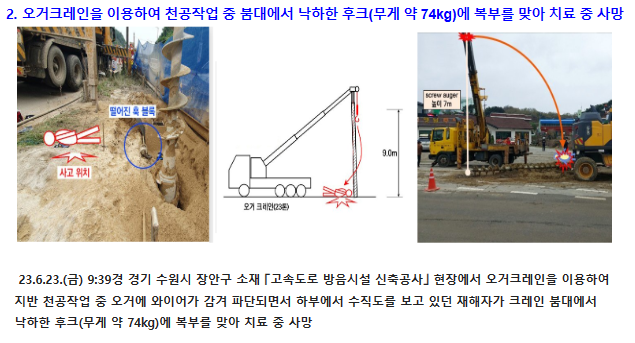 2. 오거크레인을 이용하여 천공작업 중 붐대에서 낙하한 후크(무게 약 74kg)에 복부를 맞아 치료 중 사망
떨어진 훅 블록
사고 위치
9.0m
오거 크레인(23톤)
screw auger
높이 7m
23.6.23.(금) 9:39경 경기 수원시 장안구 소재 「고속도로 방음시설 신축공사」 현장에서 오거크레인을 이용하여
지반 천공작업 중 오거에 와이어가 감겨 파단되면서 하부에서 수직도를 보고 있던 재해자가 크레인 붐대에서
낙하한 후크(무게 약 74kg)에 복부를 맞아 치료 중 사망